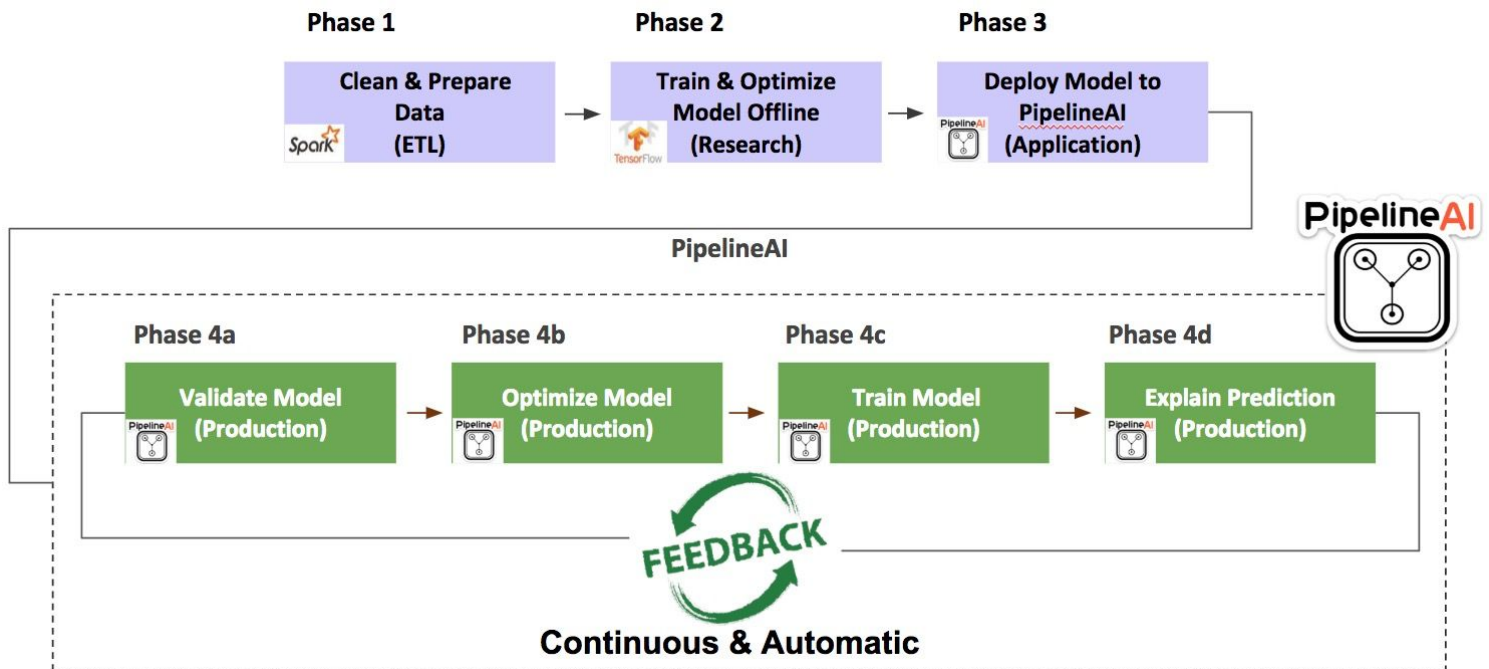 Phase 1
Phase 2
Phase 3
Clean & Prepare
Data
(ETL)
Spark
Train & Optimize
Model Offline
(Research)
TensorFlow
Deploy Model to
PipelineAI
(Application)
PipelineAI
PipelineAI
PipelineAI
Phase 4a
Phase 4b
Phase 4c
Phase 4d
Validate Model
(Production)
PipelineAI
Optimize Model
(Production)
PipelineAI
Train Model
(Production)
PipelineAI
Explain Prediction
(Production)
PipelineAI
FEEDBACK
Continuous & Automatic